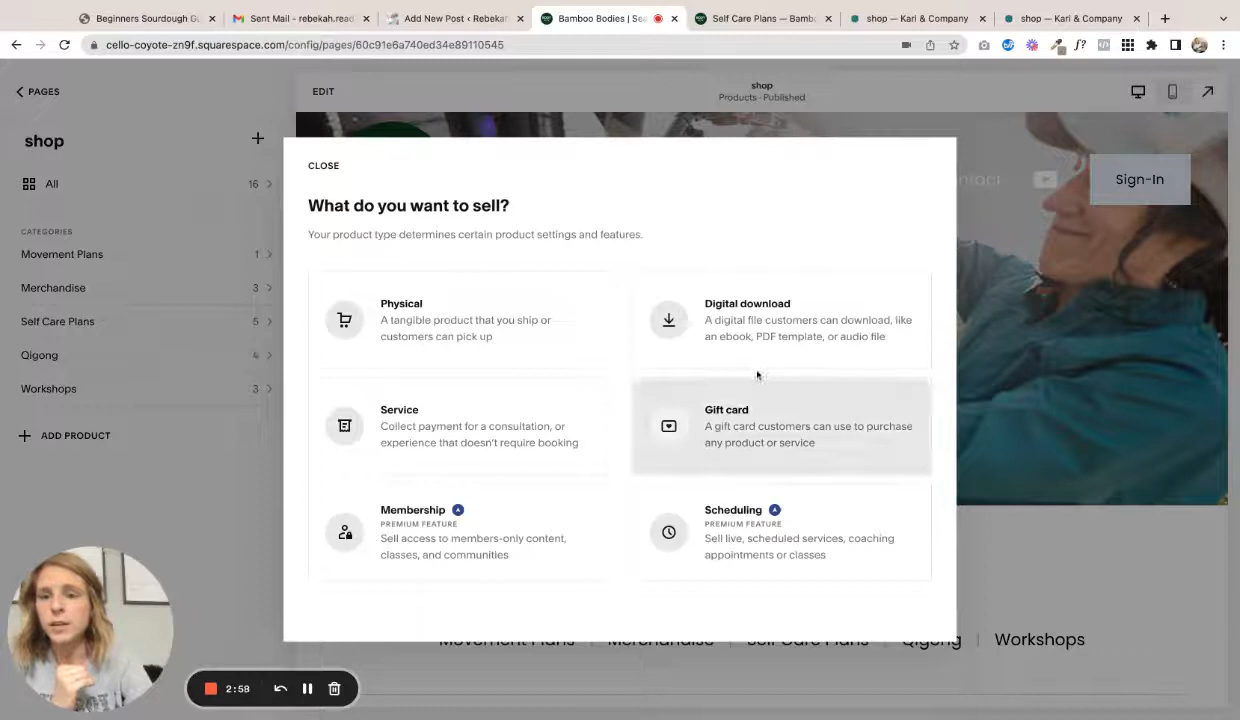 Beginners Sourdough Gu
Sent Mail - rebekah.read
Add New Post ‹ Rebekah
Bamboo Bodies | Sea
Self Care Plans — Bambo
shop — Kari & Company
shop — Kari & Company
cello-coyote-zn9f.squarespace.com/config/pages/60c91e6a740ed34e89110545
PAGES
EDIT
shop
Products · Published
shop
All 16
CATEGORIES
Movement Plans 1
Merchandise 3
Self Care Plans 5
Qigong 4
Workshops 3
ADD PRODUCT
Sign-In
CLOSE
What do you want to sell?
Your product type determines certain product settings and features.
Physical
A tangible product that you ship or
customers can pick up
Digital download
A digital file customers can download, like
an ebook, PDF template, or audio file
Service
Collect payment for a consultation, or
experience that doesn't require booking
Gift card
A gift card customers can use to purchase
any product or service
Membership
PREMIUM FEATURE
Sell access to members-only content,
classes, and communities
Scheduling
PREMIUM FEATURE
Sell live, scheduled services, coaching
appointments or classes
Movement Plans | Merchandise | Self Care Plans | Qigong | Workshops
2:58